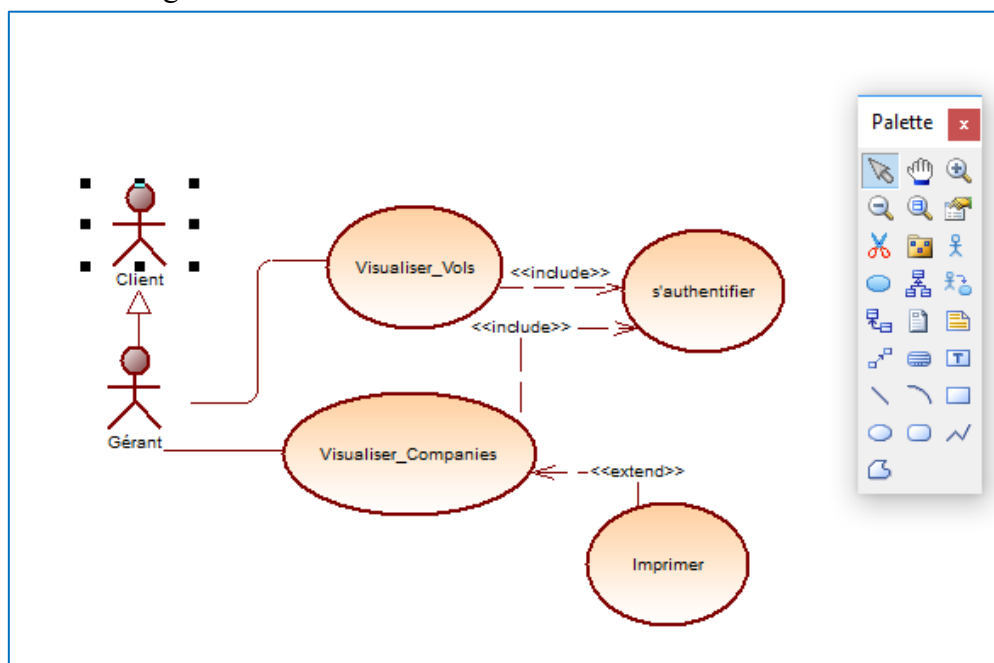 Palette
x
Client
Visualiser_Vols
<<include>>
s'authentifier
<<include>>
T
Gérant
Visualiser_Companies
<<extend>>
Imprimer